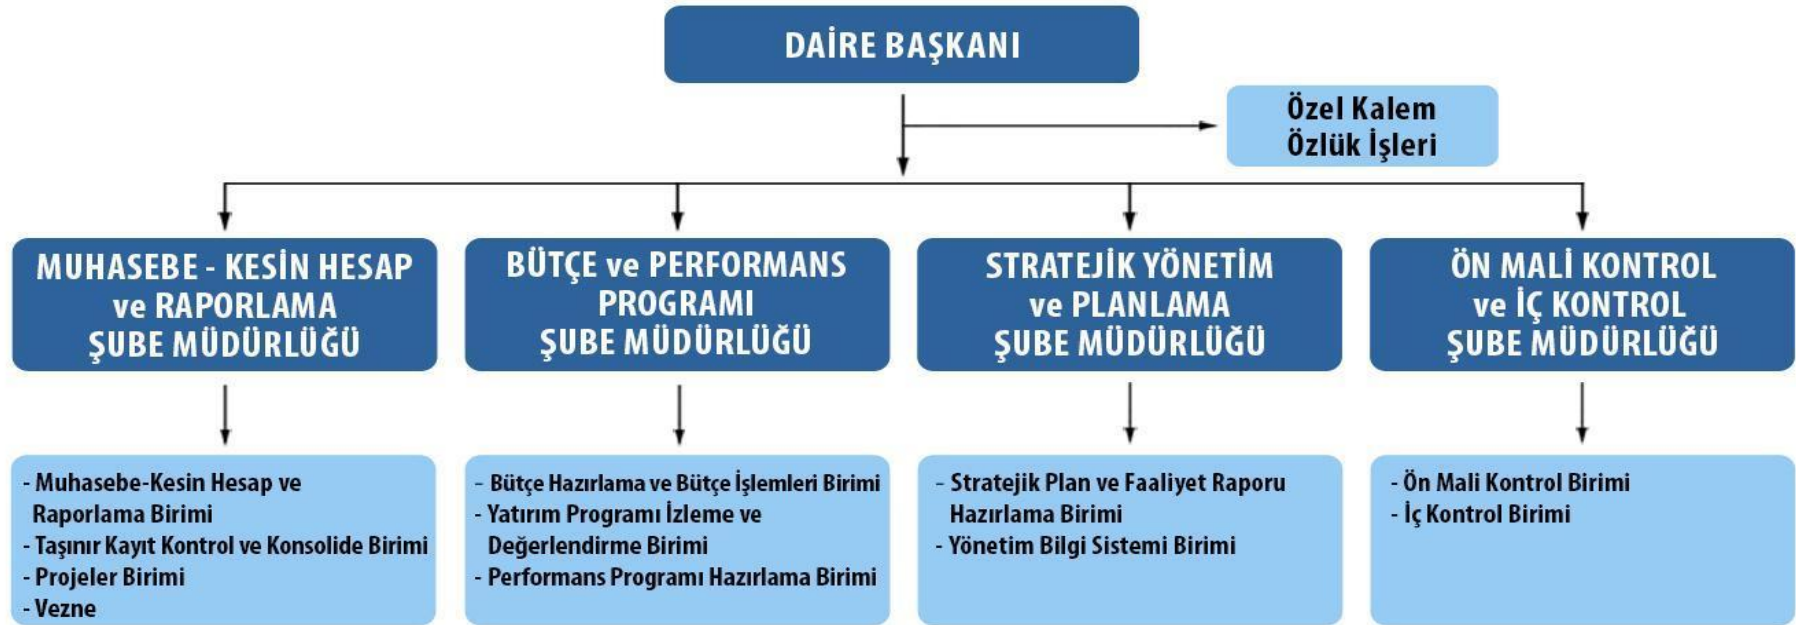 DAİRE BAŞKANI
Özel Kalem
Özlük İşleri
MUHASEBE - KESİN HESAP
ve RAPORLAMA
ŞUBE MÜDÜRLÜĞÜ
BÜTÇE ve PERFORMANS
PROGRAMI
ŞUBE MÜDÜRLÜĞÜ
STRATEJİK YÖNETİM
ve PLANLAMA
ŞUBE MÜDÜRLÜĞÜ
ÖN MALİ KONTROL
ve İÇ KONTROL
ŞUBE MÜDÜRLÜĞÜ
- Muhasebe-Kesin Hesap ve
Raporlama Birimi
- Taşınır Kayıt Kontrol ve Konsolide Birimi
- Projeler Birimi
- Vezne
- Bütçe Hazırlama ve Bütçe İşlemleri Birimi
- Yatırım Programı İzleme ve
Değerlendirme Birimi
- Performans Programı Hazırlama Birimi
- Stratejik Plan ve Faaliyet Raporu
Hazırlama Birimi
- Yönetim Bilgi Sistemi Birimi
- Ön Mali Kontrol Birimi
- İç Kontrol Birimi